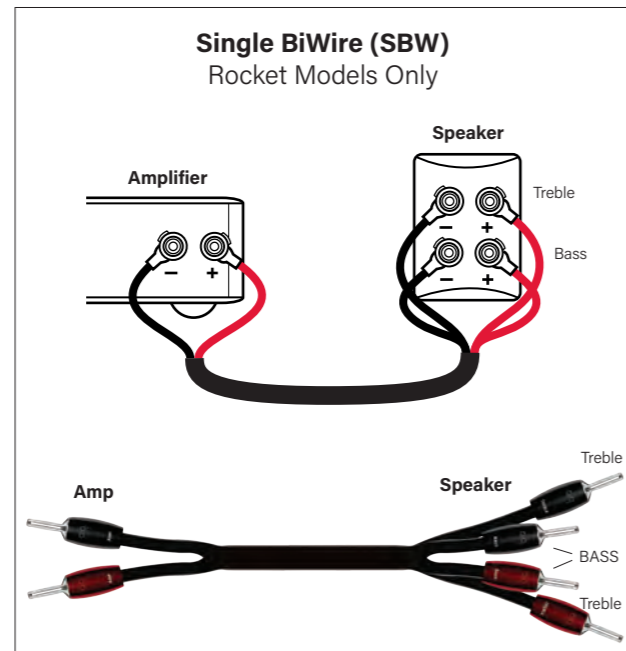 Single BiWire (SBW)
Rocket Models Only
Speaker
Amplifier
Treble
− +
− +
Bass
− +
Treble
Amp
Speaker
BASS
Treble